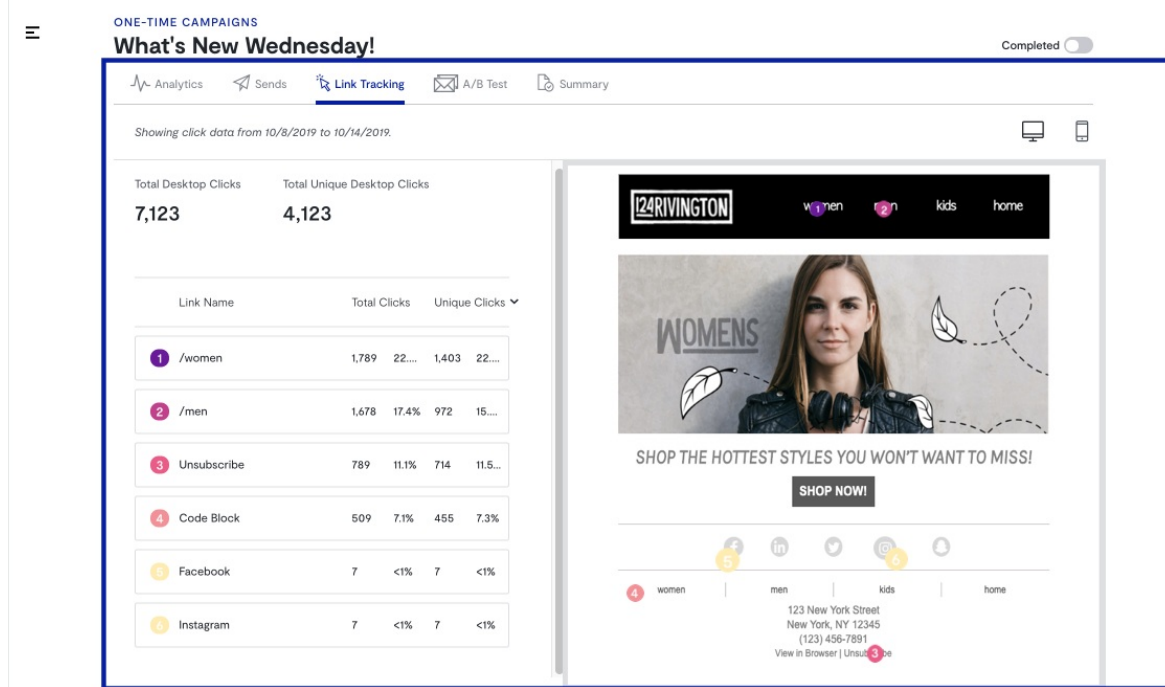 ONE-TIME CAMPAIGNS
What's New Wednesday!
Completed
Analytics Sends Link Tracking A/B Test Summary
Showing click data from 10/8/2019 to 10/14/2019.
Total Desktop Clicks Total Unique Desktop Clicks
7,123 4,123
Link Name Total Clicks Unique Clicks
1 /women 1,789 22.... 1,403 22....
2 /men 1,678 17.4% 972 15....
3 Unsubscribe 789 11.1% 714 11.5...
4 Code Block 509 7.1% 455 7.3%
5 Facebook 7 <1% 7 <1%
6 Instagram 7 <1% 7 <1%
124RIVINGTON 1 2 kids home
WOMENS
SHOP THE HOTTEST STYLES YOU WON'T WANT TO MISS!
SHOP NOW!
5 6
4 women men kids home
123 New York Street
New York, NY 12345
(123) 456-7891
View in Browser | 3